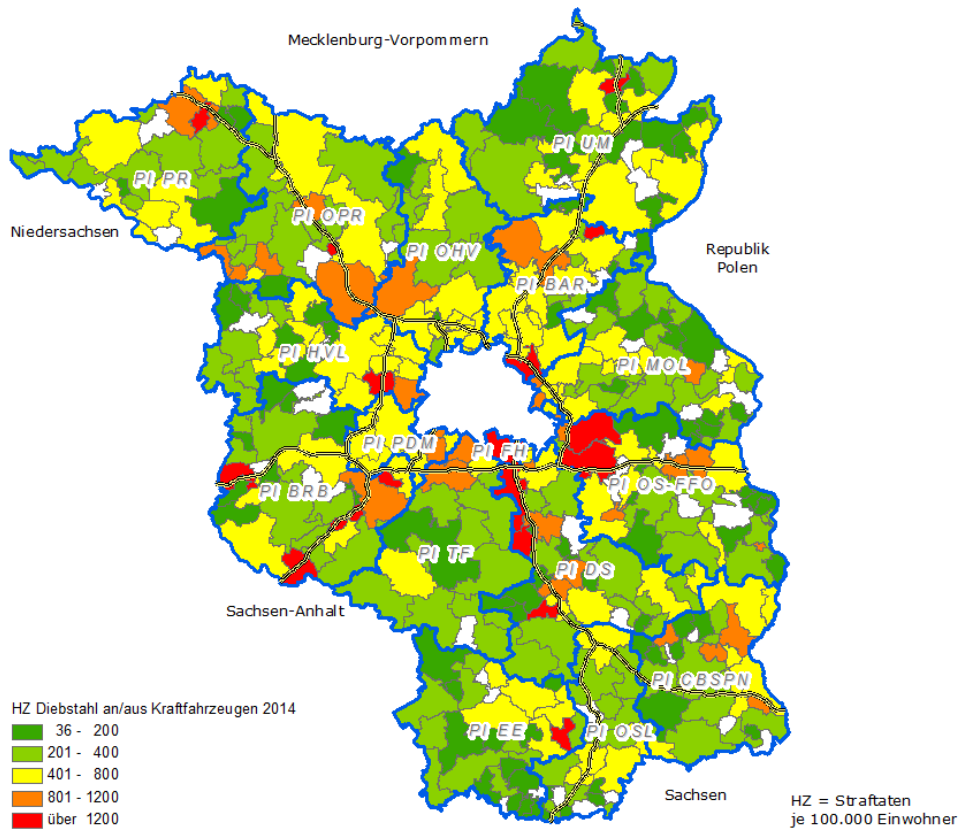 Mecklenburg-Vorpommern
PI UM
PI PR
PI OPR
Niedersachsen
PI OHV
Republik
Polen
PI BAR
PI HVL
PI MOL
PI PDM
PI FH
PI BRB
PI OS-FFO
PI TF
PI DS
Sachsen-Anhalt
PI CBSPN
HZ Diebstahl an/aus Kraftfahrzeugen 2014
36 - 200
201 - 400
401 - 800
801 - 1200
über 1200
PI EE
PI OSL
Sachsen
HZ = Straftaten
je 100.000 Einwohner